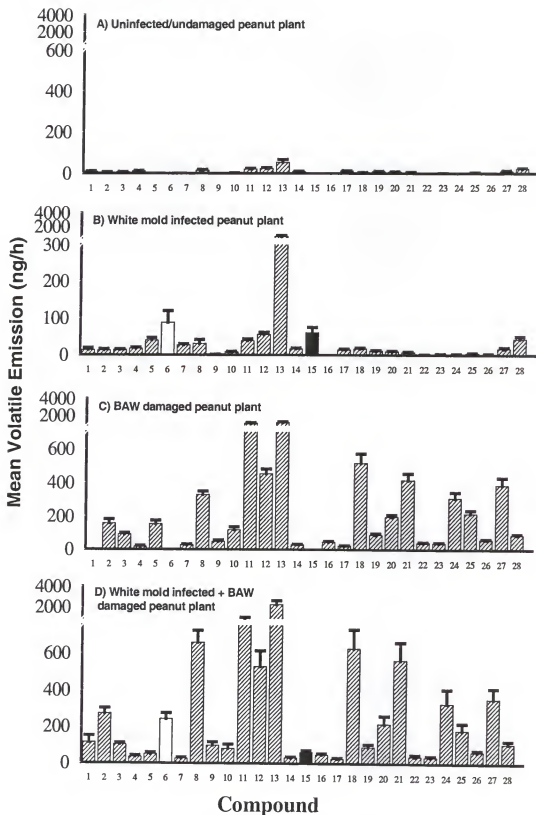 Mean Volatile Emission (ng/h)
A) Uninfected/undamaged peanut plant
4000
2000
600
400
200
0
1 2 3 4 5 6 7 8 9 10 11 12 13 14 15 16 17 18 19 20 21 22 23 24 25 26 27 28
B) White mold infected peanut plant
4000
2000
300
200
100
0
1 2 3 4 5 6 7 8 9 10 11 12 13 14 15 16 17 18 19 20 21 22 23 24 25 26 27 28
C) BAW damaged peanut plant
4000
2000
600
400
200
0
1 2 3 4 5 6 7 8 9 10 11 12 13 14 15 16 17 18 19 20 21 22 23 24 25 26 27 28
D) White mold infected + BAW
damaged peanut plant
4000
2000
600
400
200
0
1 2 3 4 5 6 7 8 9 10 11 12 13 14 15 16 17 18 19 20 21 22 23 24 25 26 27 28
Compound